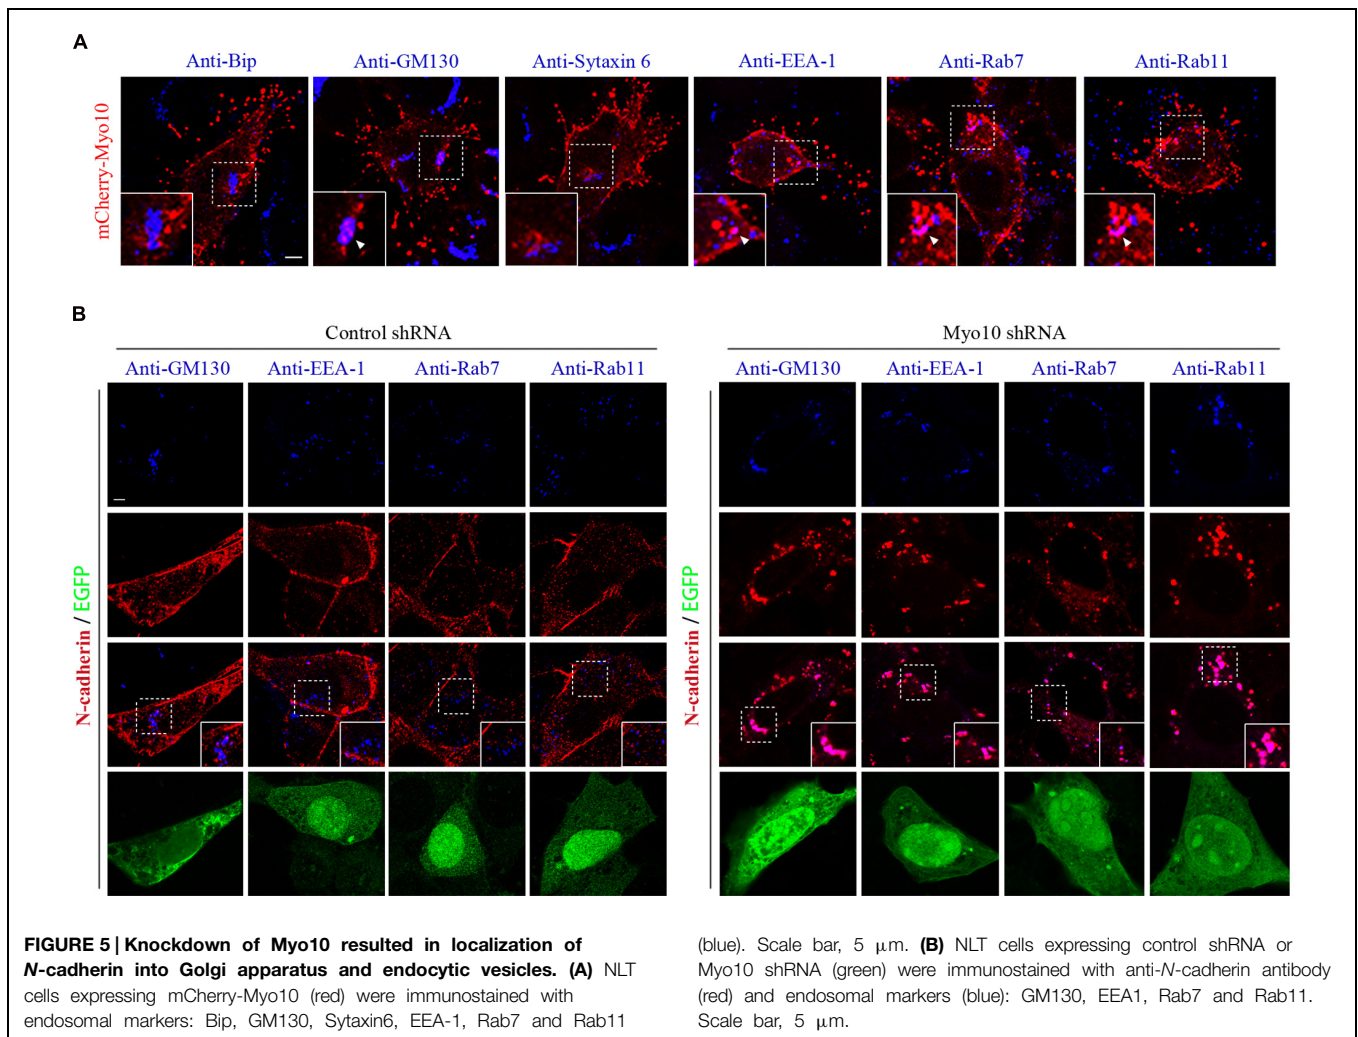 A
Anti-Bip
Anti-GM130
Anti-Sytaxin 6
Anti-EEA-1
Anti-Rab7
Anti-Rab11
mCherry-Myo10
B
Control shRNA
Myo10 shRNA
Anti-GM130
Anti-EEA-1
Anti-Rab7
Anti-Rab11
Anti-GM130
Anti-EEA-1
Anti-Rab7
Anti-Rab11
N-cadherin / EGFP
N-cadherin / EGFP
FIGURE 5 | Knockdown of Myo10 resulted in localization of
N-cadherin into Golgi apparatus and endocytic vesicles. (A) NLT
cells expressing mCherry-Myo10 (red) were immunostained with
endosomal markers: Bip, GM130, Sytaxin6, EEA-1, Rab7 and Rab11
(blue). Scale bar, 5 μm. (B) NLT cells expressing control shRNA or
Myo10 shRNA (green) were immunostained with anti-N-cadherin antibody
(red) and endosomal markers (blue): GM130, EEA1, Rab7 and Rab11.
Scale bar, 5 μm.